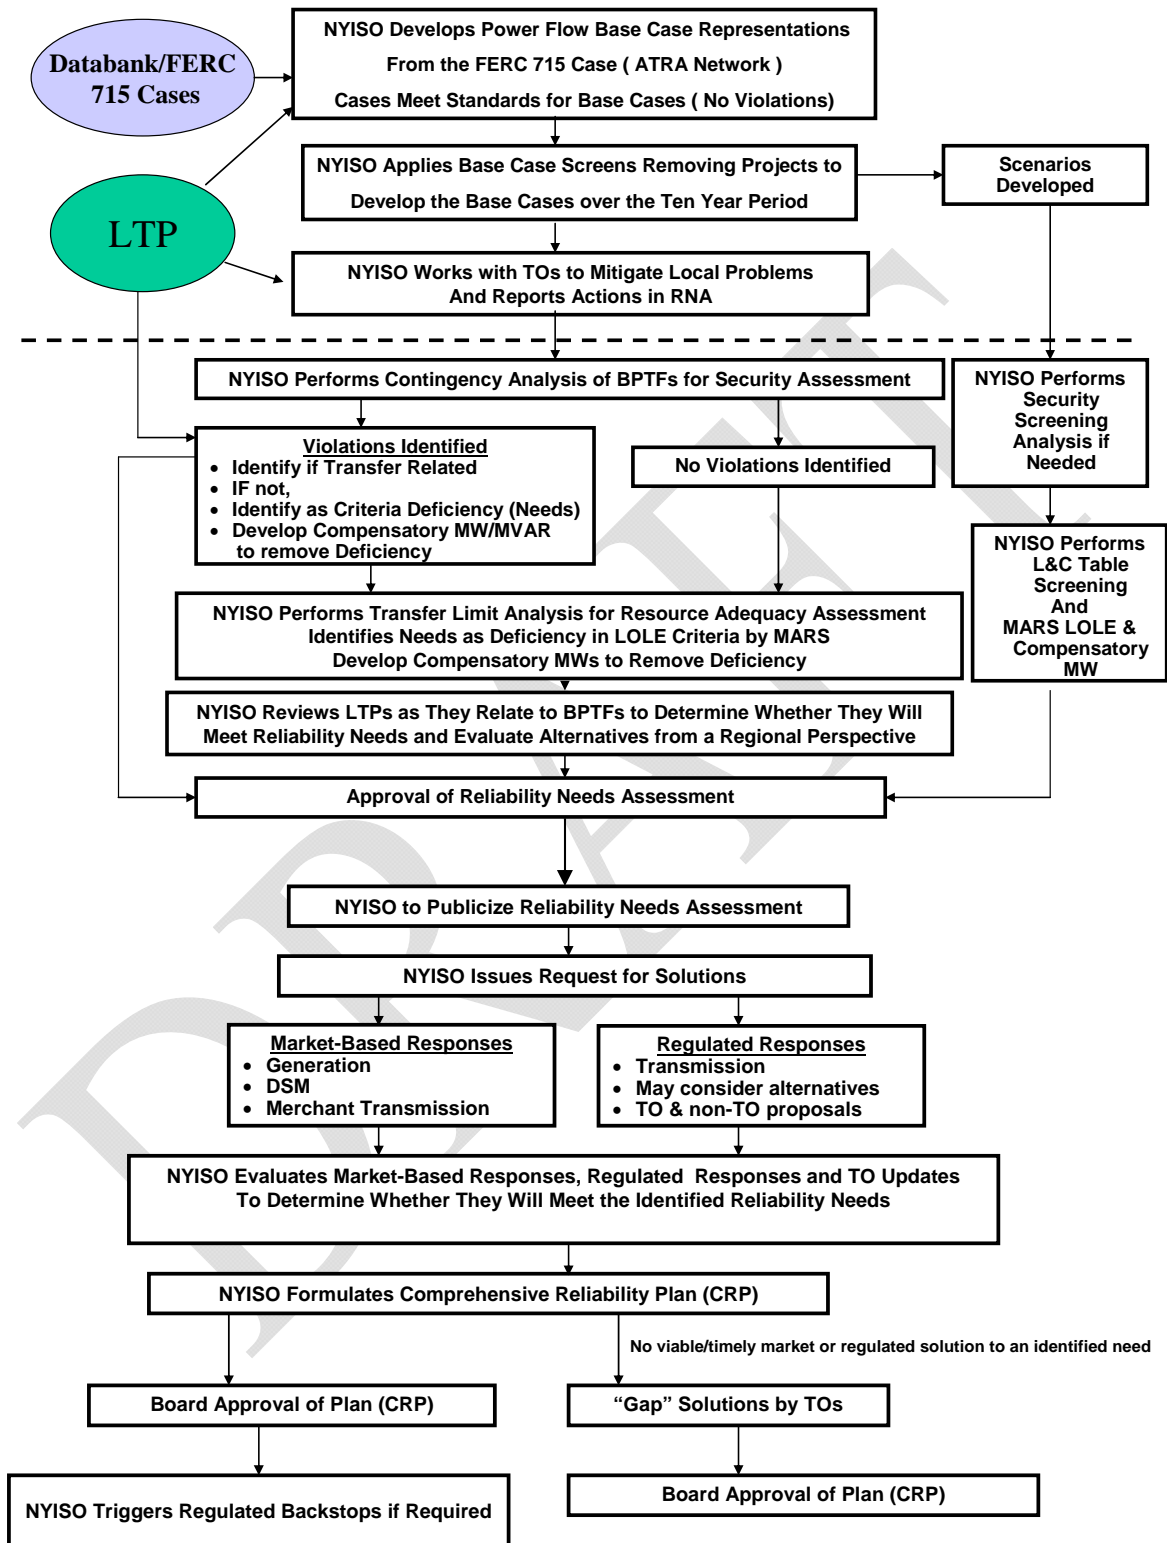 NYISO Develops Power Flow Base Case Representations
From the FERC 715 Case ( ATRA Network )
Cases Meet Standards for Base Cases ( No Violations)
Databank/FERC
715 Cases
NYISO Applies Base Case Screens Removing Projects to
Develop the Base Cases over the Ten Year Period
Scenarios
Developed
LTP
NYISO Works with TOs to Mitigate Local Problems
And Reports Actions in RNA
NYISO Performs Contingency Analysis of BPTFs for Security Assessment
NYISO Performs
Security
Screening
Analysis if
Needed
Violations Identified
• Identify if Transfer Related
• IF not,
• Identify as Criteria Deficiency (Needs)
• Develop Compensatory MW/MVAR
to remove Deficiency
No Violations Identified
NYISO Performs
L&C Table
Screening
And
MARS LOLE &
Compensatory
MW
NYISO Performs Transfer Limit Analysis for Resource Adequacy Assessment
Identifies Needs as Deficiency in LOLE Criteria by MARS
Develop Compensatory MWs to Remove Deficiency
NYISO Reviews LTPs as They Relate to BPTFs to Determine Whether They Will
Meet Reliability Needs and Evaluate Alternatives from a Regional Perspective
Approval of Reliability Needs Assessment
NYISO to Publicize Reliability Needs Assessment
NYISO Issues Request for Solutions
Market-Based Responses
• Generation
• DSM
• Merchant Transmission
Regulated Responses
• Transmission
• May consider alternatives
• TO & non-TO proposals
NYISO Evaluates Market-Based Responses, Regulated Responses and TO Updates
To Determine Whether They Will Meet the Identified Reliability Needs
NYISO Formulates Comprehensive Reliability Plan (CRP)
No viable/timely market or regulated solution to an identified need
Board Approval of Plan (CRP)
“Gap” Solutions by TOs
NYISO Triggers Regulated Backstops if Required
Board Approval of Plan (CRP)
DRAFT